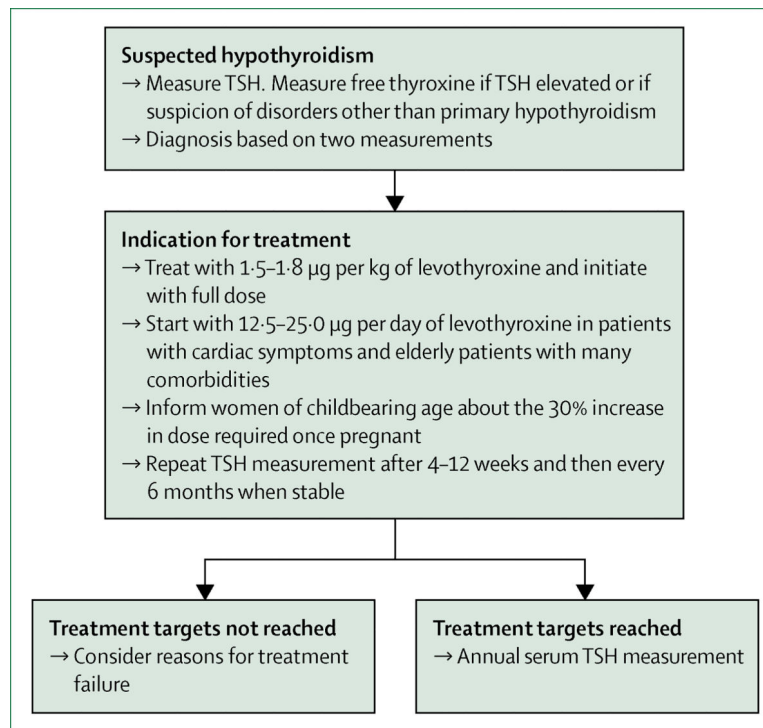 Suspected hypothyroidism
→ Measure TSH. Measure free thyroxine if TSH elevated or if
suspicion of disorders other than primary hypothyroidism
→ Diagnosis based on two measurements
Indication for treatment
→ Treat with 1·5–1·8 µg per kg of levothyroxine and initiate
with full dose
→ Start with 12·5–25·0 µg per day of levothyroxine in patients
with cardiac symptoms and elderly patients with many
comorbidities
→ Inform women of childbearing age about the 30% increase
in dose required once pregnant
→ Repeat TSH measurement after 4–12 weeks and then every
6 months when stable
Treatment targets not reached
→ Consider reasons for treatment
failure
Treatment targets reached
→ Annual serum TSH measurement